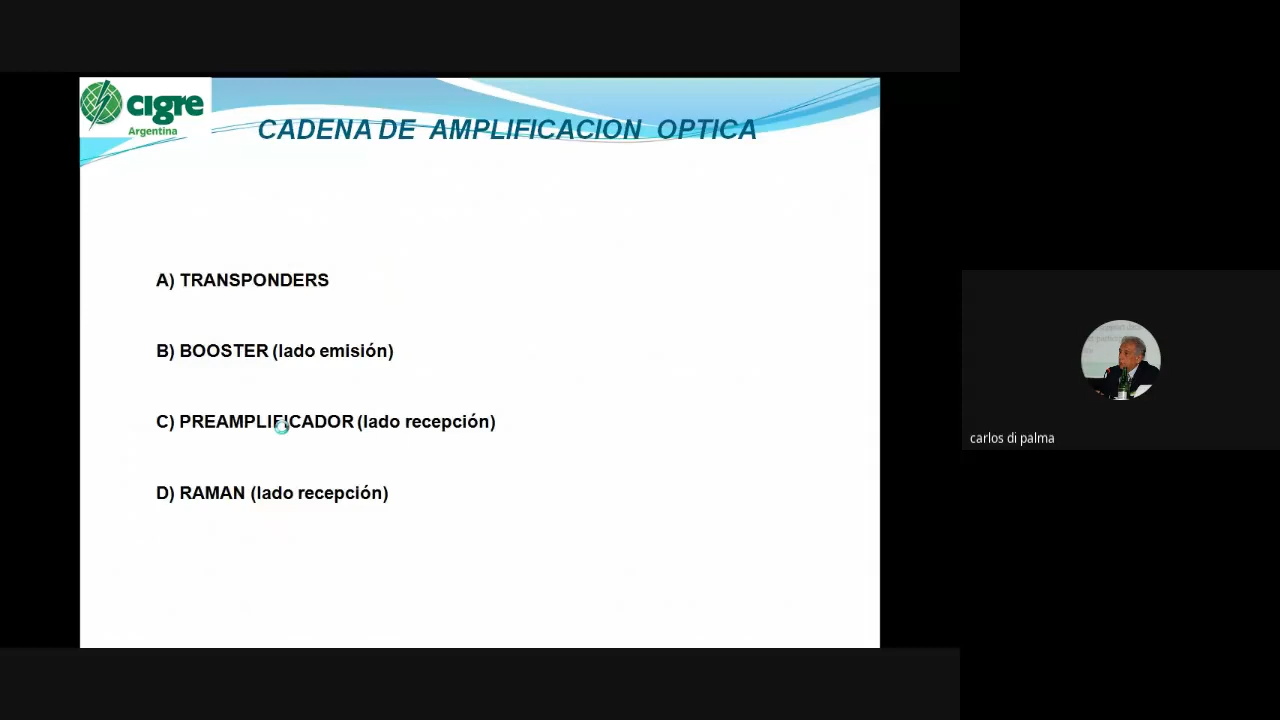 cigre
Argentina
CADENA DE AMPLIFICACION OPTICA
A) TRANSPONDERS
B) BOOSTER (lado emisión)
C) PREAMPLIFICADOR (lado recepción)
D) RAMAN (lado recepción)
carlos di palma